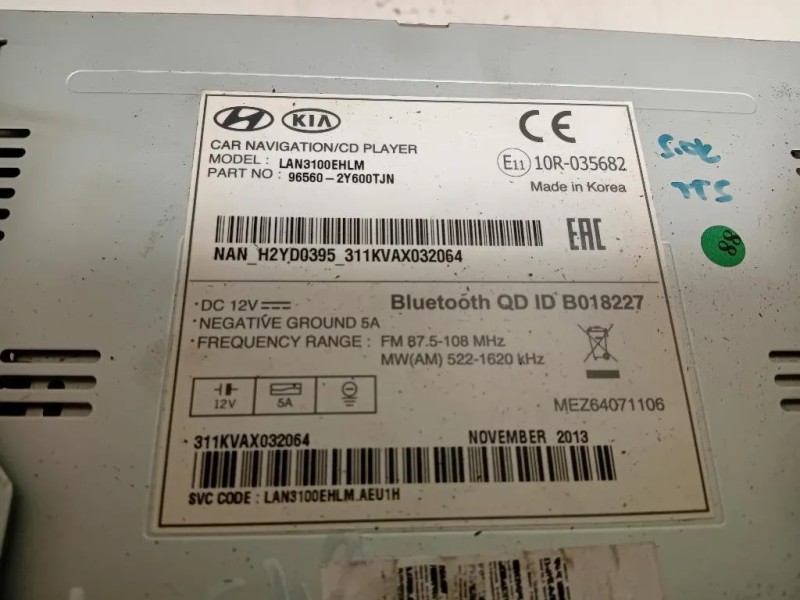 KIA
CE
CAR NAVIGATION/CD PLAYER
MODEL : LAN3100EHLM
PART NO : 96560-2Y600TJN
E11 10R-035682
Made in Korea
NAN_H2YD0395_311KVAX032064
EAC
88
• DC 12V
Bluetooth QD ID B018227
• NEGATIVE GROUND 5A
• FREQUENCY RANGE : FM 87.5-108 MHz
MW(AM) 522-1620 kHz
12V
5A
MEZ64071106
311KVAX032064
NOVEMBER 2013
SVC CODE : LAN3100EHLM.AEU1H